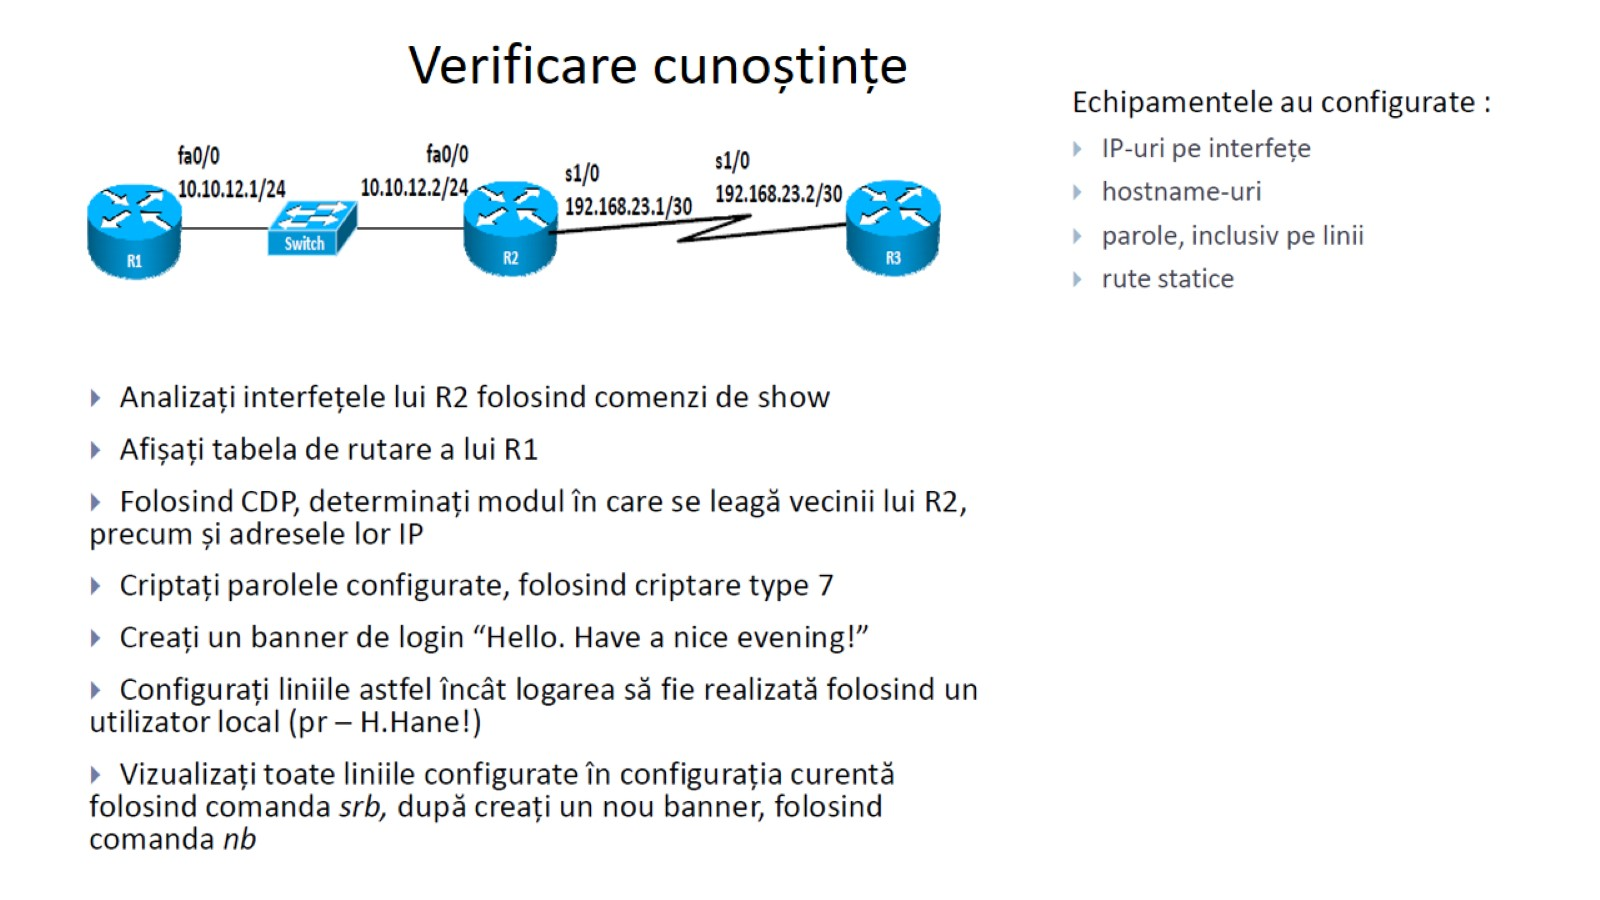 Verificare cunoștințe
Echipamentele au configurate :
IP-uri pe interfețe
hostname-uri
parole, inclusiv pe linii
rute statice
fa0/0
10.10.12.1/24
fa0/0
10.10.12.2/24
s1/0
192.168.23.1/30
s1/0
192.168.23.2/30
R1
Switch
R2
R3
Analizați interfețele lui R2 folosind comenzi de show
Afișați tabela de rutare a lui R1
Folosind CDP, determinați modul în care se leagă vecinii lui R2,
precum și adresele lor IP
Criptați parolele configurate, folosind criptare type 7
Creați un banner de login “Hello. Have a nice evening!”
Configurați liniile astfel încât logarea să fie realizată folosind un
utilizator local (pr – H.Hane!)
Vizualizați toate liniile configurate în configurația curentă
folosind comanda srb, după creați un nou banner, folosind
comanda nb